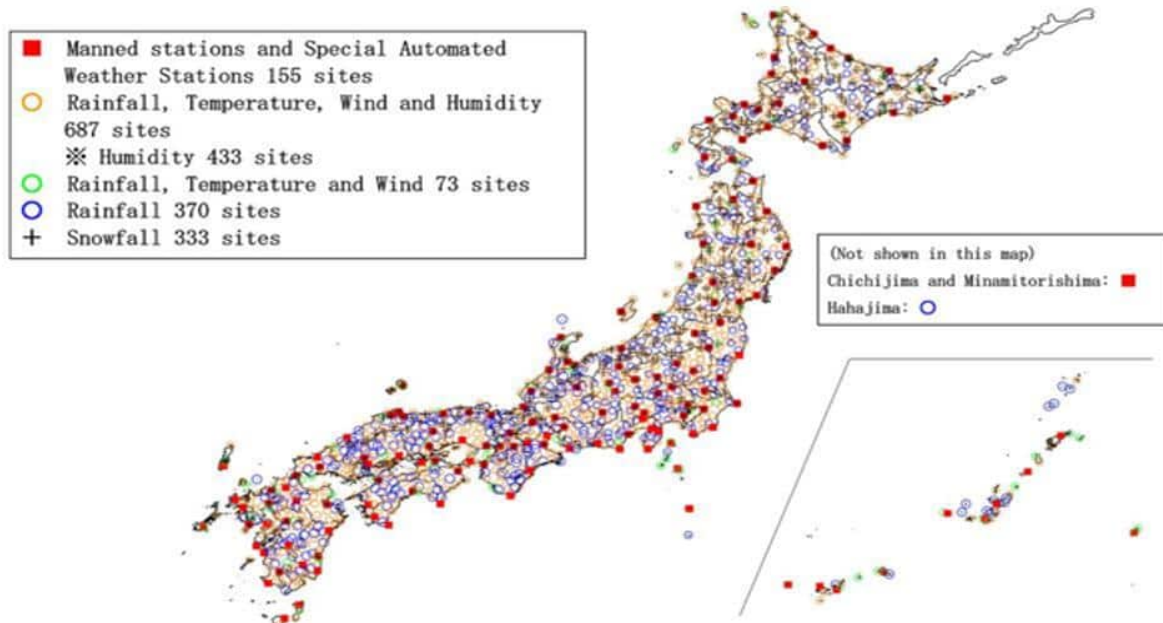 Manned stations and Special Automated
Weather Stations 155 sites
Rainfall, Temperature, Wind and Humidity
687 sites
※ Humidity 433 sites
Rainfall, Temperature and Wind 73 sites
Rainfall 370 sites
Snowfall 333 sites
(Not shown in this map)
Chichijima and Minamitorishima:
Hahajima: